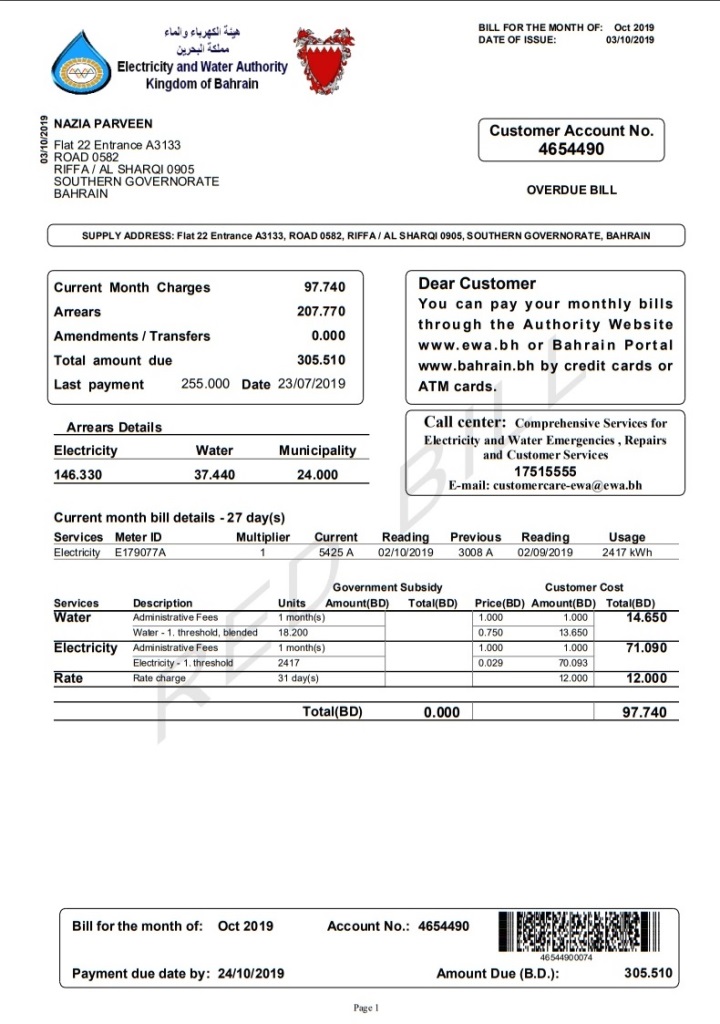 هيئة الكهرباء والماء
مملكة البحرين
Electricity and Water Authority
Kingdom of Bahrain
BILL FOR THE MONTH OF: Oct 2019
DATE OF ISSUE: 03/10/2019
03/10/2019
NAZIA PARVEEN
Flat 22 Entrance A3133
ROAD 0582
RIFFA / AL SHARQI 0905
SOUTHERN GOVERNORATE
BAHRAIN
Customer Account No.
4654490
OVERDUE BILL
SUPPLY ADDRESS: Flat 22 Entrance A3133, ROAD 0582, RIFFA / AL SHARQI 0905, SOUTHERN GOVERNORATE, BAHRAIN
Current Month Charges 97.740
Arrears 207.770
Amendments / Transfers 0.000
Total amount due 305.510
Last payment 255.000 Date 23/07/2019
Dear Customer
You can pay your monthly bills
through the Authority Website
www.ewa.bh or Bahrain Portal
www.bahrain.bh by credit cards or
ATM cards.
Arrears Details
Electricity Water Municipality
146.330 37.440 24.000
Call center: Comprehensive Services for
Electricity and Water Emergencies , Repairs
and Customer Services
17515555
E-mail: customercare-ewa@ewa.bh
Current month bill details - 27 day(s)
Services Meter ID Multiplier Current Reading Previous Reading Usage
Electricity E179077A 1 5425 A 02/10/2019 3008 A 02/09/2019 2417 kWh
Government Subsidy Customer Cost
Services Description Units Amount(BD) Total(BD) Price(BD) Amount(BD) Total(BD)
Water Administrative Fees 1 month(s) 1.000 1.000 14.650
Water - 1. threshold, blended 18.200 0.750 13.650
Electricity Administrative Fees 1 month(s) 1.000 1.000 71.090
Electricity - 1. threshold 2417 0.029 70.093
Rate Rate charge 31 day(s) 12.000 12.000
Total(BD) 0.000 97.740
RED BILL
Bill for the month of: Oct 2019 Account No.: 4654490
46544900074
Payment due date by: 24/10/2019 Amount Due (B.D.): 305.510
Page 1